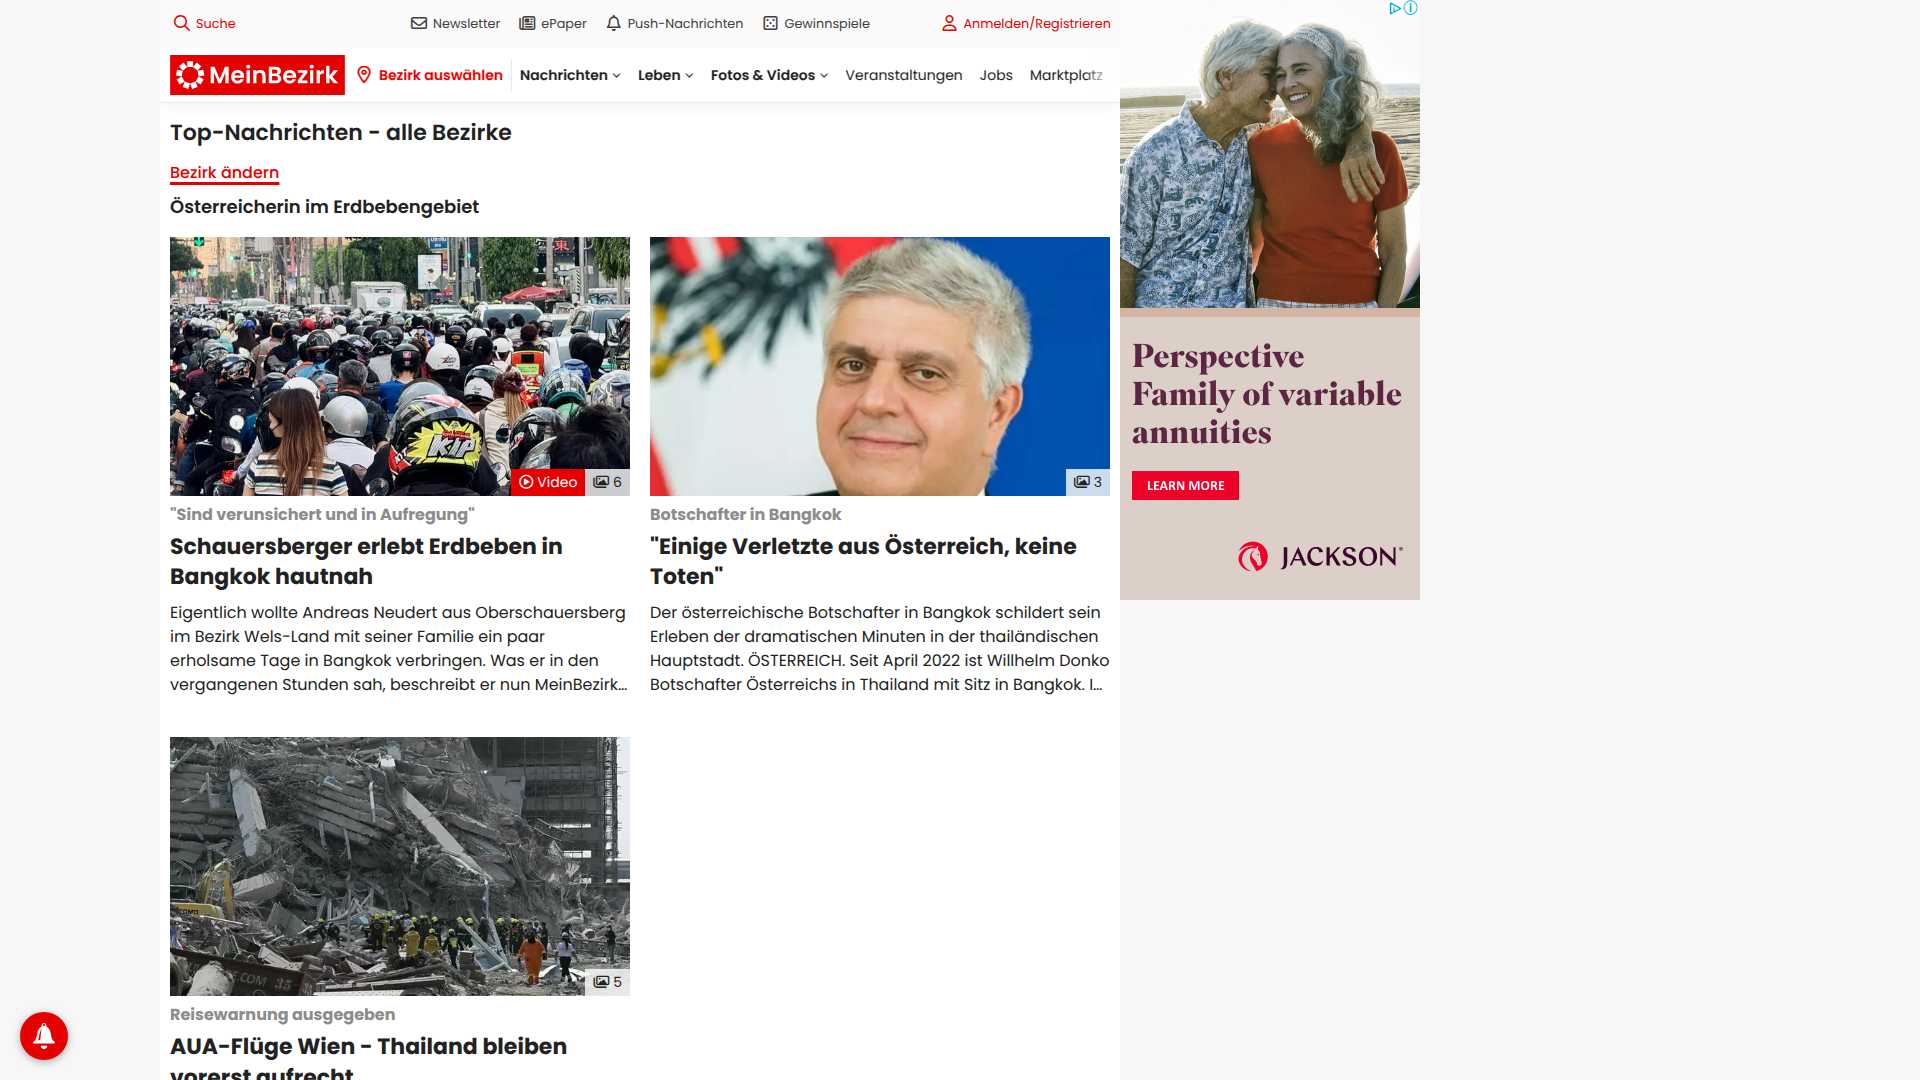 Suche
Newsletter
ePaper
Push-Nachrichten
Gewinnspiele
Anmelden/Registrieren
MeinBezirk
Bezirk auswählen
Nachrichten
Leben
Fotos & Videos
Veranstaltungen
Jobs
Marktplatz
Top-Nachrichten - alle Bezirke
Bezirk ändern
Österreicherin im Erdbebengebiet
KiP
Video
6
"Sind verunsichert und in Aufregung"
Schauersberger erlebt Erdbeben in
Bangkok hautnah
Eigentlich wollte Andreas Neudert aus Oberschauersberg
im Bezirk Wels-Land mit seiner Familie ein paar
erholsame Tage in Bangkok verbringen. Was er in den
vergangenen Stunden sah, beschreibt er nun MeinBezirk...
3
Botschafter in Bangkok
"Einige Verletzte aus Österreich, keine
Toten"
Der österreichische Botschafter in Bangkok schildert sein
Erleben der dramatischen Minuten in der thailändischen
Hauptstadt. ÖSTERREICH. Seit April 2022 ist Willhelm Donko
Botschafter Österreichs in Thailand mit Sitz in Bangkok. I...
5
Reisewarnung ausgegeben
AUA-Flüge Wien - Thailand bleiben
vorerst aufrecht
Perspective
Family of variable
annuities
LEARN MORE
JACKSON®